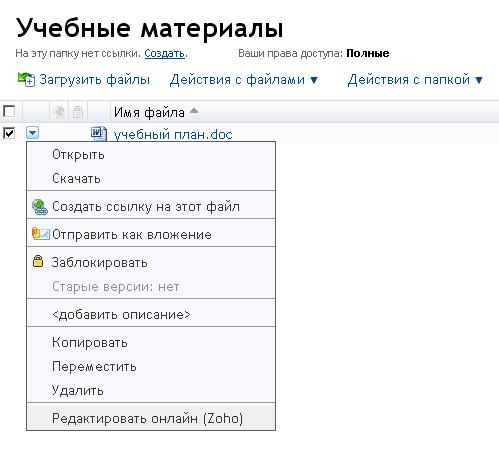 Учебные материалы
На эту папку нет ссылки. Создать. Ваши права доступа: Полные
Загрузить файлы Действия с файлами ▼ Действия с папкой ▼
Имя файла
учебный план.doc
Открыть
Скачать
Создать ссылку на этот файл
Отправить как вложение
Заблокировать
Старые версии: нет
<добавить описание>
Копировать
Переместить
Удалить
Редактировать онлайн (Zoho)